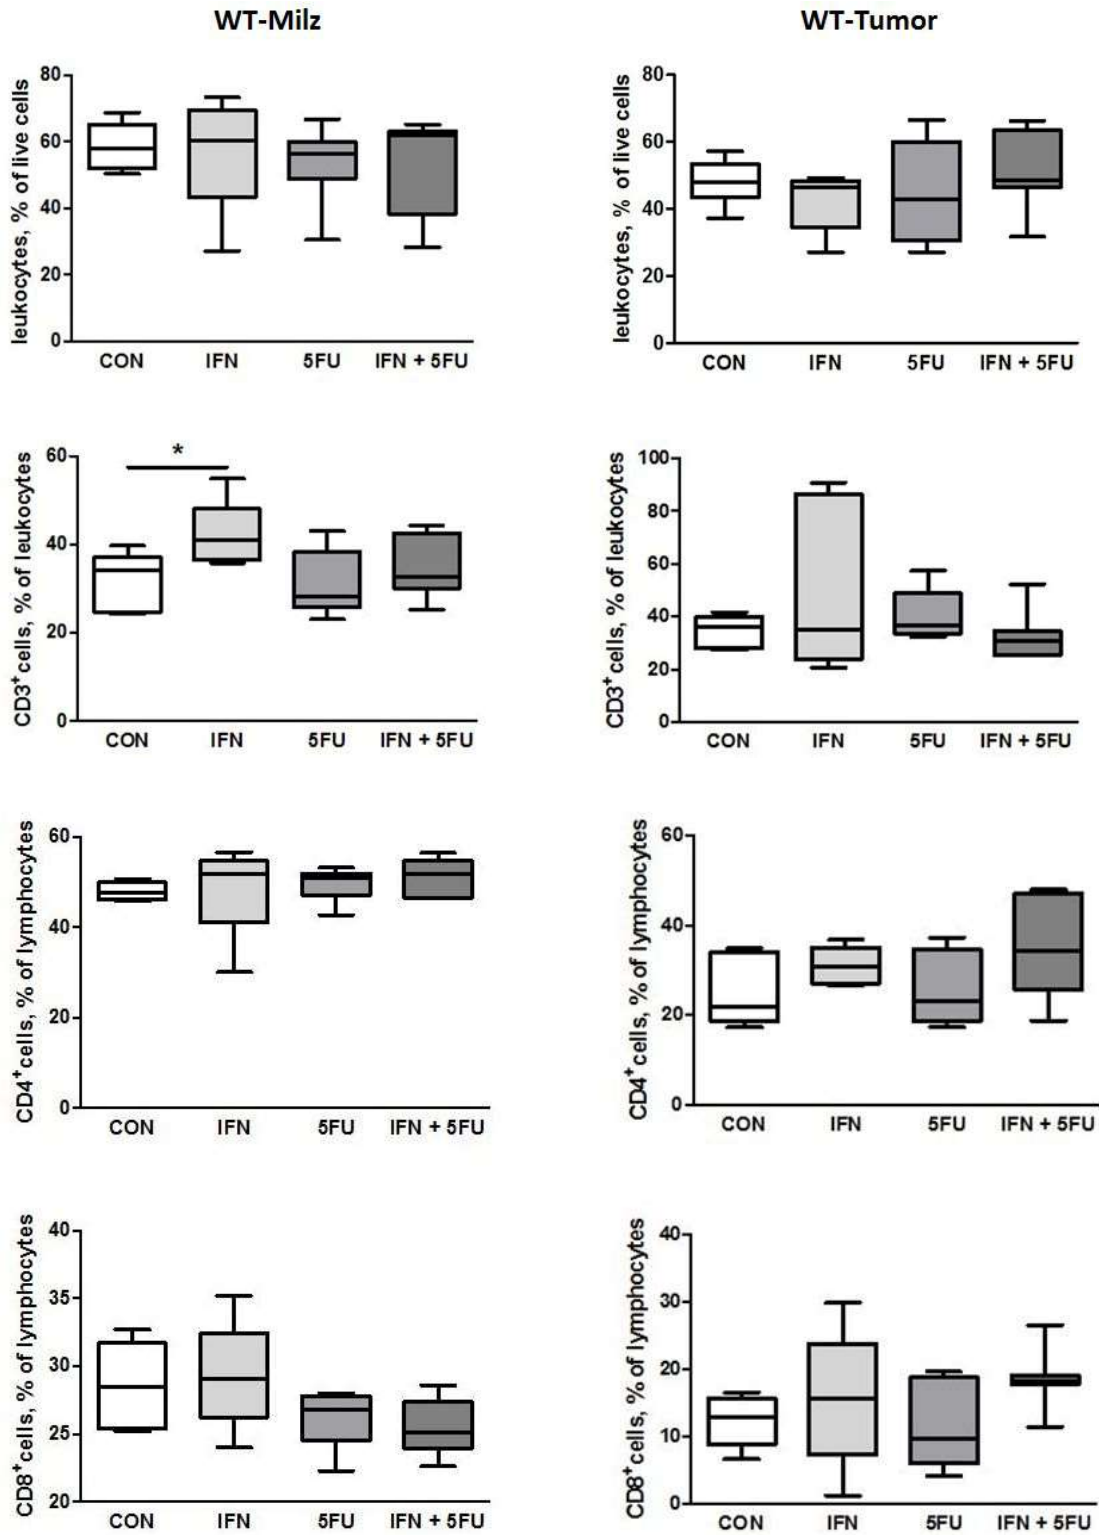 WT-Milz
WT-Tumor
leukocytes, % of live cells
80
60
40
20
0
CON IFN 5FU IFN + 5FU
leukocytes, % of live cells
80
60
40
20
0
CON IFN 5FU IFN + 5FU
CD3⁺ cells, % of leukocytes
60
40
20
0
*
CON IFN 5FU IFN + 5FU
CD3⁺ cells, % of leukocytes
100
80
60
40
20
0
CON IFN 5FU IFN + 5FU
CD4⁺ cells, % of lymphocytes
60
40
20
0
CON IFN 5FU IFN + 5FU
CD4⁺ cells, % of lymphocytes
60
40
20
0
CON IFN 5FU IFN + 5FU
CD8⁺ cells, % of lymphocytes
40
35
30
25
20
CON IFN 5FU IFN + 5FU
CD8⁺ cells, % of lymphocytes
40
30
20
10
0
CON IFN 5FU IFN + 5FU